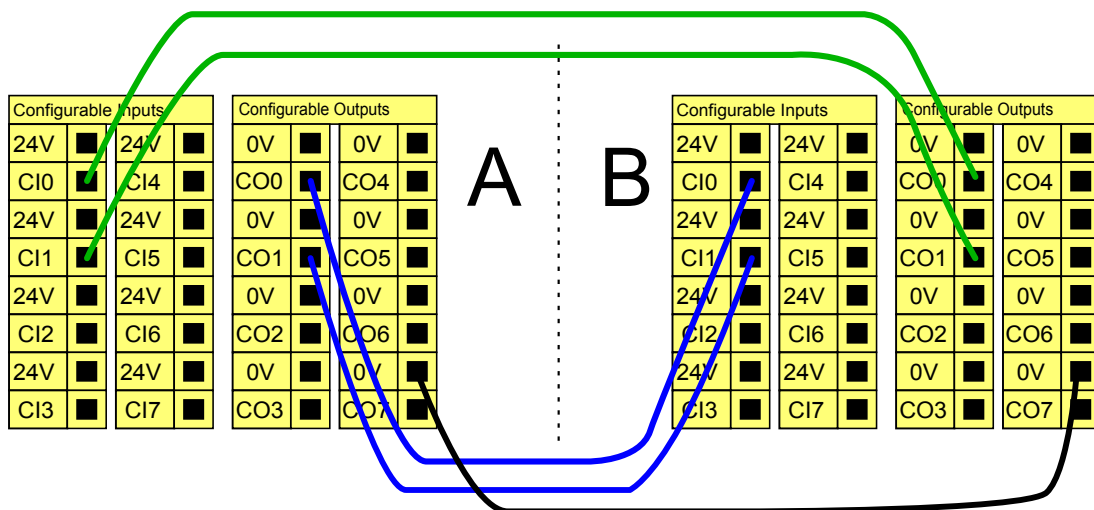 A B
Configurable Inputs Configurable Outputs Configurable Inputs Configurable Outputs
24V 24V 0V 0V 24V 24V 0V 0V
CI0 CI4 CO0 CO4 CI0 CI4 CO0 CO4
24V 24V 0V 0V 24V 24V 0V 0V
CI1 CI5 CO1 CO5 CI1 CI5 CO1 CO5
24V 24V 0V 0V 24V 24V 0V 0V
CI2 CI6 CO2 CO6 CI2 CI6 CO2 CO6
24V 24V 0V 0V 24V 24V 0V 0V
CI3 CI7 CO3 CO7 CI3 CI7 CO3 CO7